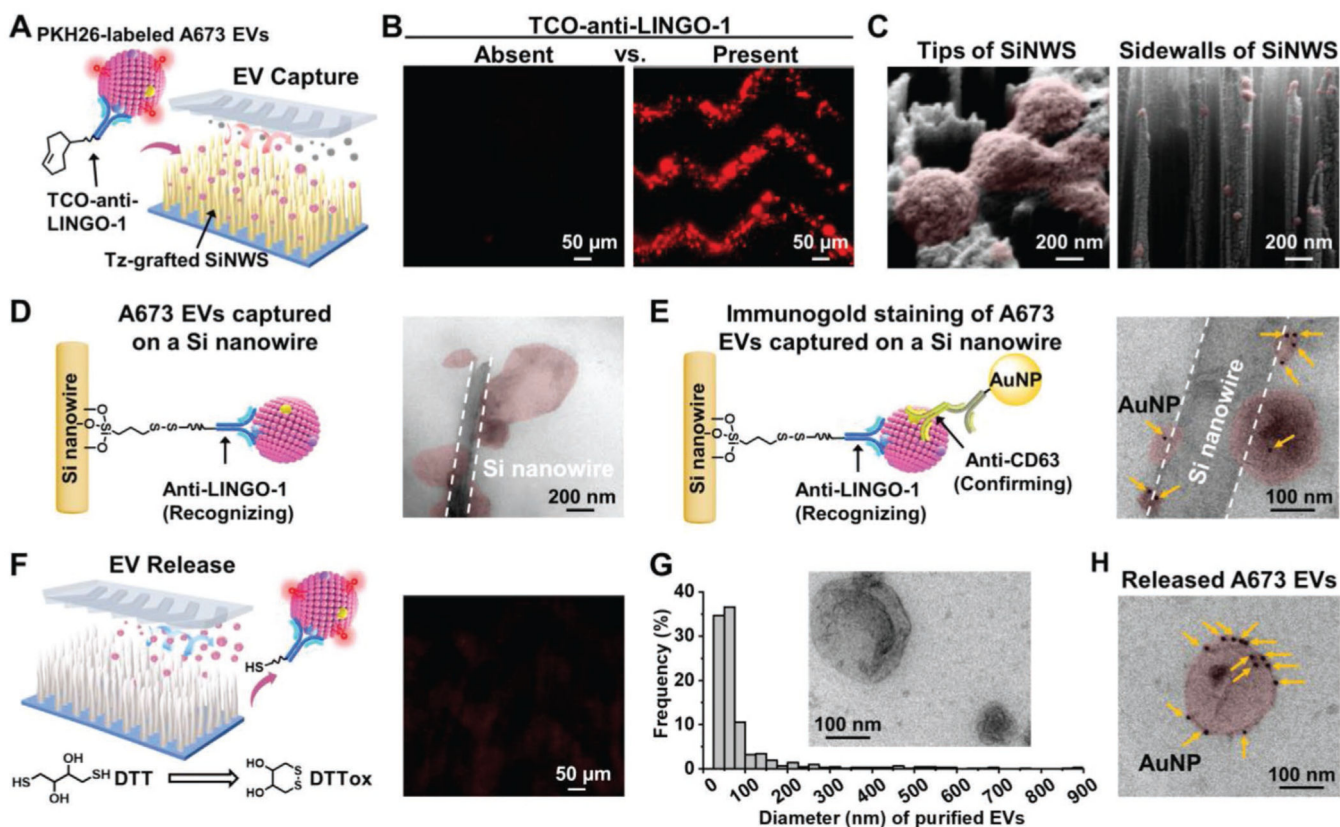 A
PKH26-labeled A673 EVs
EV Capture
TCO-anti-
LINGO-1
Tz-grafted SiNWS
B
TCO-anti-LINGO-1
Absent vs. Present
50 µm
50 µm
C
Tips of SiNWS
Sidewalls of SiNWS
200 nm
200 nm
D
A673 EVs captured
on a Si nanowire
Si nanowire
O
O
Si
O
S-S
Anti-LINGO-1
(Recognizing)
Si nanowire
200 nm
E
Immunogold staining of A673
EVs captured on a Si nanowire
Si nanowire
O
O
Si
O
S-S
AuNP
Anti-LINGO-1
(Recognizing)
Anti-CD63
(Confirming)
AuNP
Si nanowire
100 nm
F
EV Release
HS
OH
HS
SH
OH
DTT
HO
HO
S
S
DTTox
50 µm
G
Frequency (%)
40
30
20
10
0
0 100 200 300 400 500 600 700 800 900
Diameter (nm) of purified EVs
100 nm
H
Released A673 EVs
AuNP
100 nm